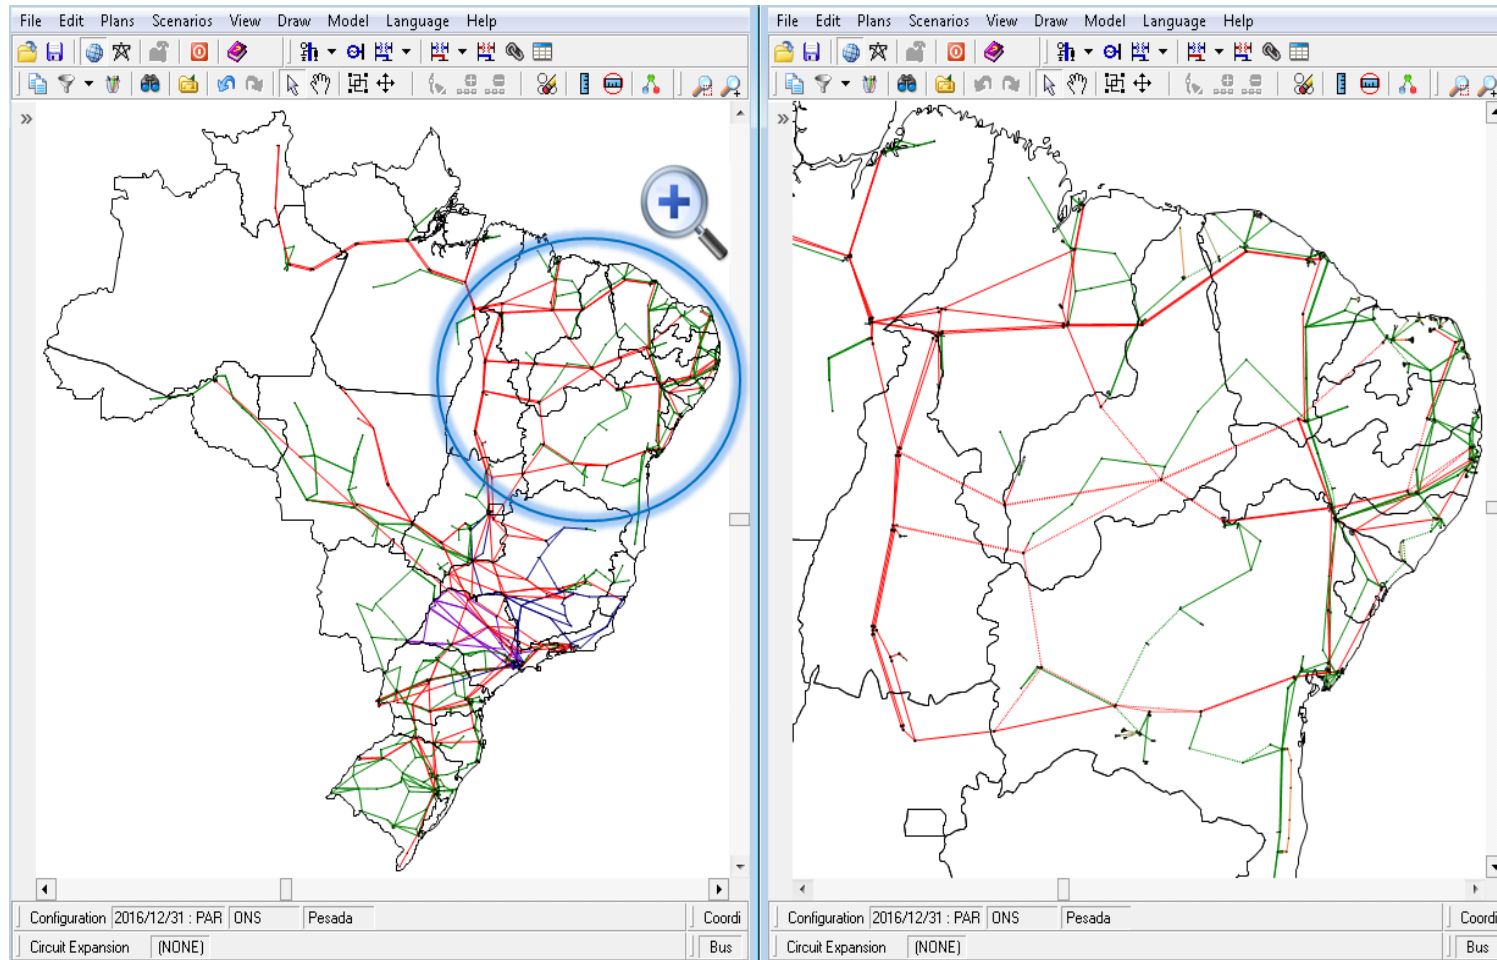 File Edit Plans Scenarios View Draw Model Language Help
Configuration 2016/12/31 : PAR ONS Pesada Coordi
Circuit Expansion (NONE) Bus
File Edit Plans Scenarios View Draw Model Language Help
Configuration 2016/12/31 : PAR ONS Pesada Coordi
Circuit Expansion (NONE) Bus